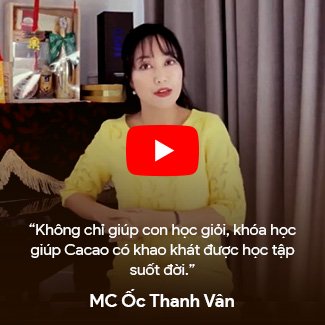 “Không chỉ giúp con học giỏi, khóa học
giúp Cacao có khao khát được học tập
suốt đời.”
MC Ốc Thanh Vân